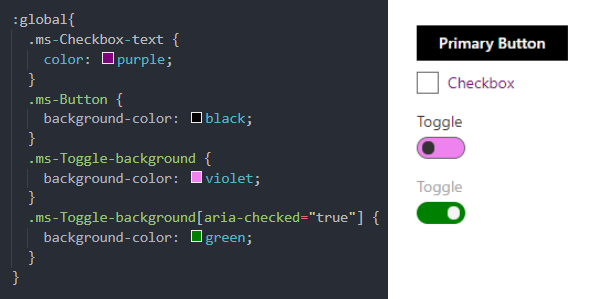 :global{
.ms-Checkbox-text {
color: purple;
}
.ms-Button {
background-color: black;
}
.ms-Toggle-background {
background-color: violet;
}
.ms-Toggle-background[aria-checked="true"] {
background-color: green;
}
}
Primary Button
Checkbox
Toggle
Toggle